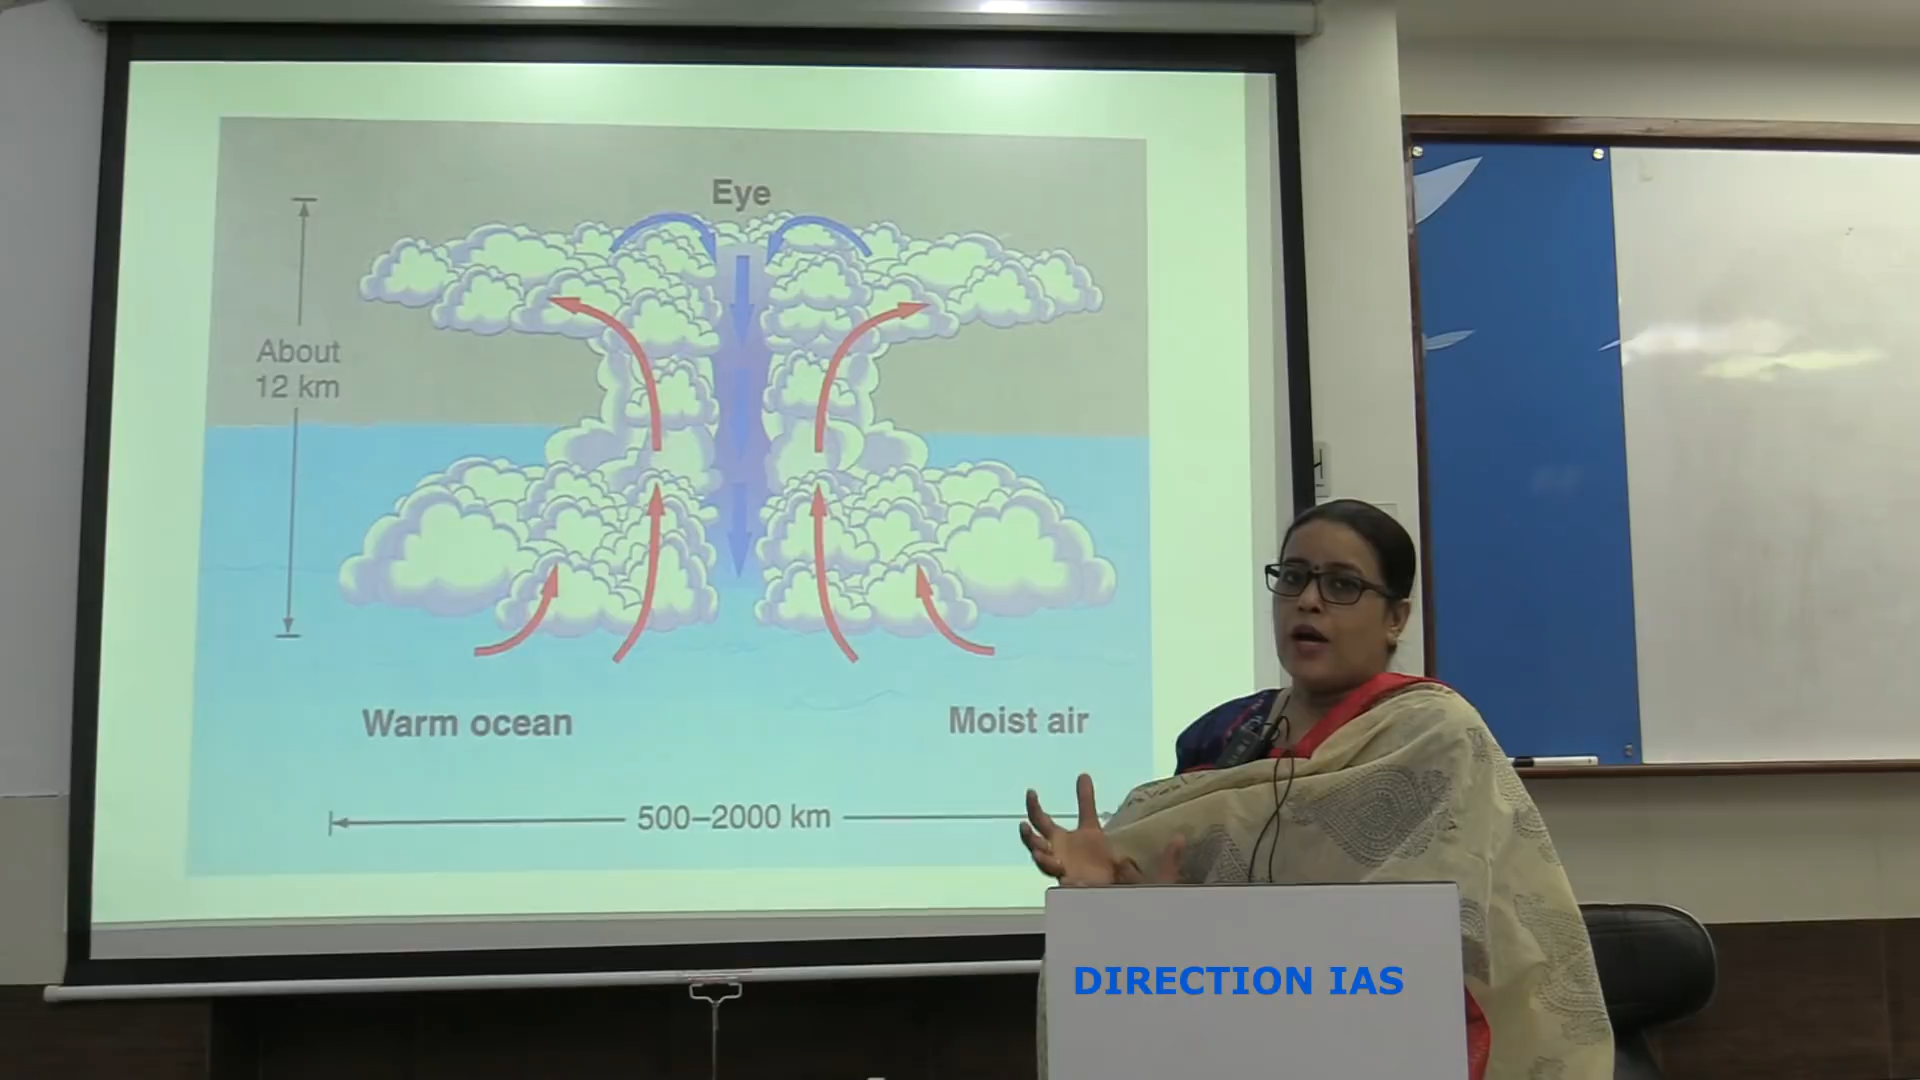 Eye
About
12 km
Warm ocean
Moist air
500–2000 km
DIRECTION IAS